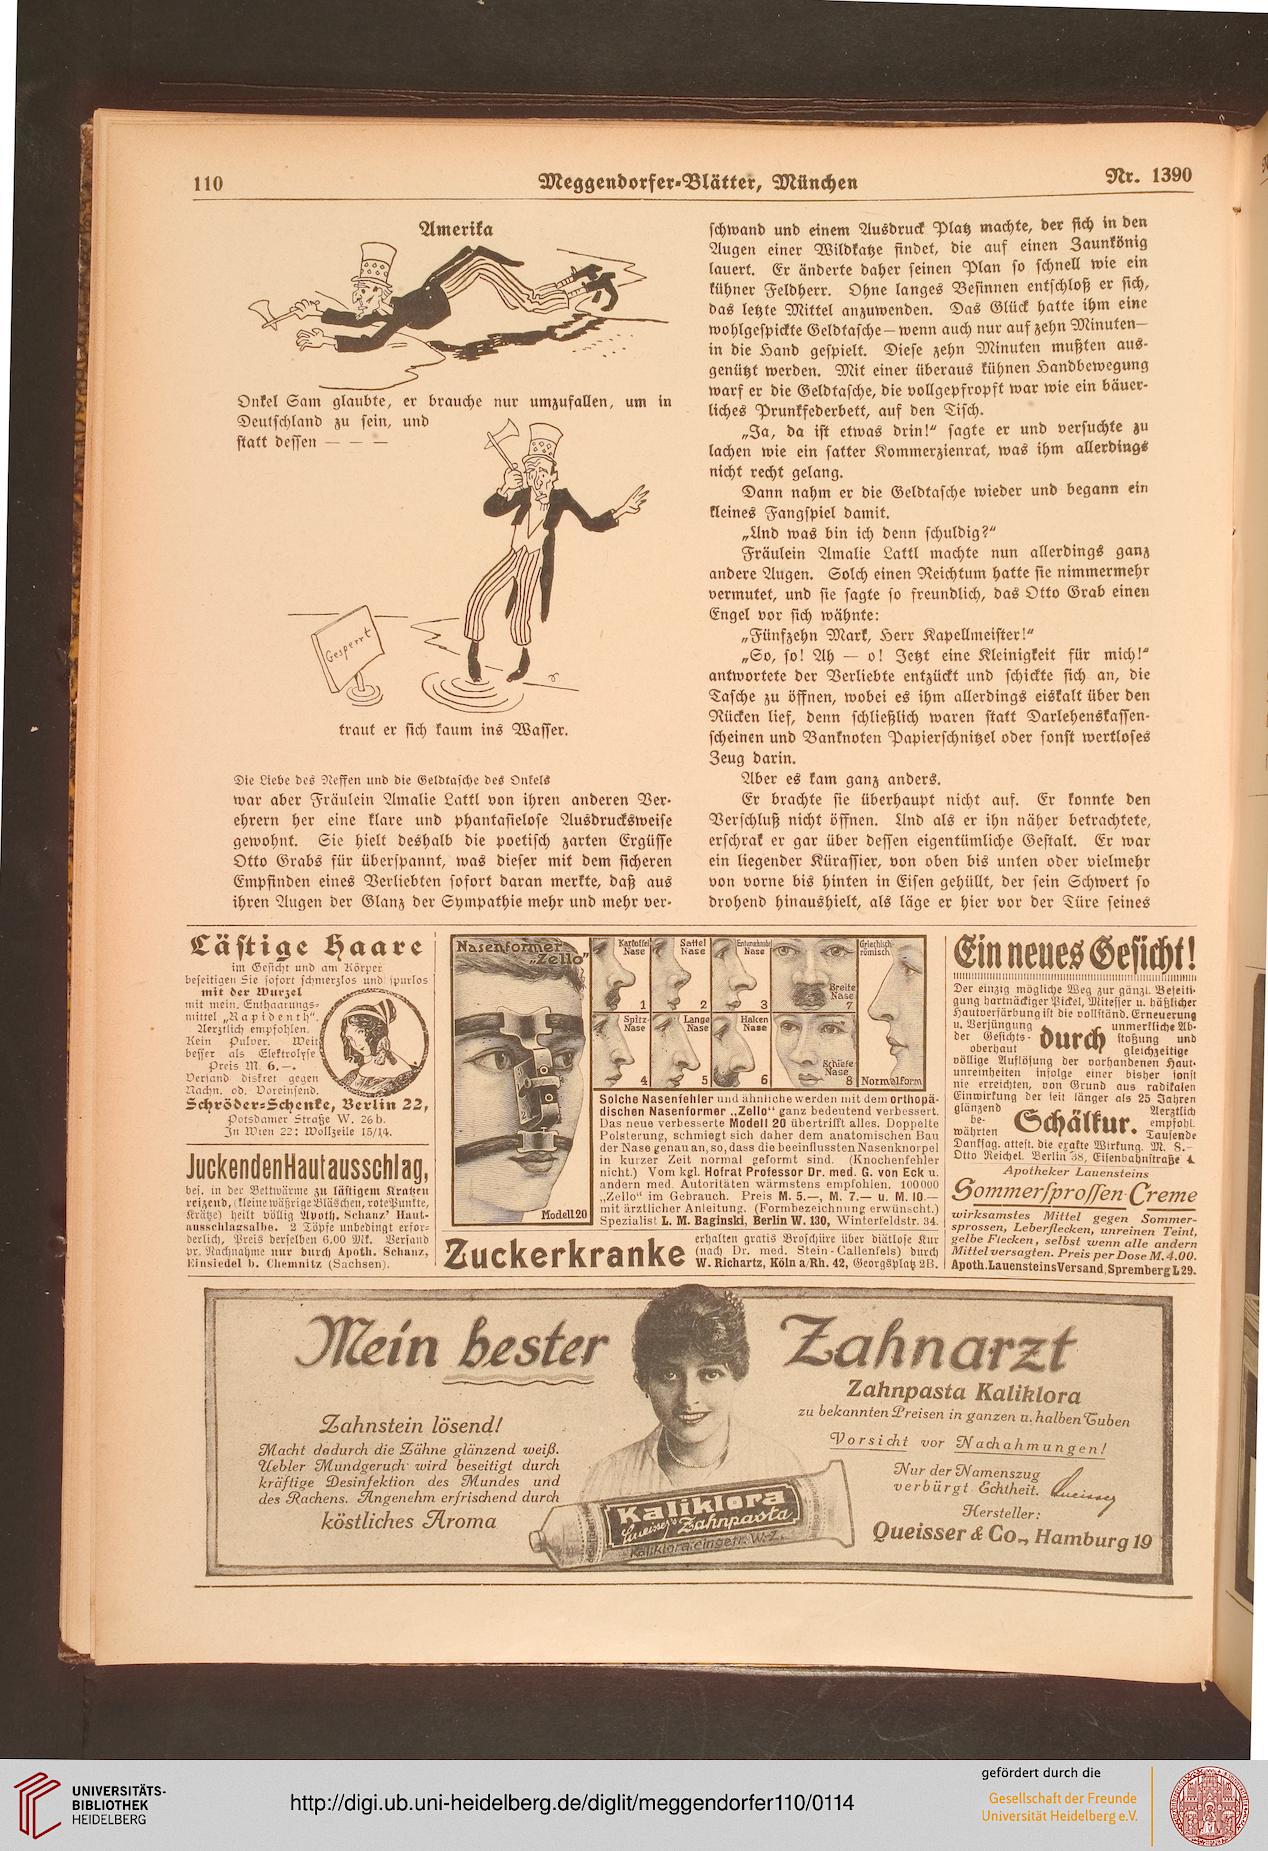 110
Meggendorfer-Blätter, München
Nr. 1390
Amerika
Onkel Sam glaubte, er brauche nur umzufallen, um in
Deutschland zu sein, und
statt dessen — — —
Gesperrt
traut er sich kaum ins Wasser.
Die Liebe des Neffen und die Geldtasche des Onkels
war aber Fräulein Amalie Lattl von ihren anderen Ver-
ehrern her eine klare und phantasielose Ausdrucksweise
gewohnt. Sie hielt deshalb die poetisch zarten Ergüsse
Otto Grabs für überspannt, was dieser mit dem sicheren
Empfinden eines Verliebten sofort daran merkte, daß aus
ihren Augen der Glanz der Sympathie mehr und mehr ver-
schwand und einem Ausdruck Platz machte, der sich in den
Augen einer Wildkatze findet, die auf einen Zaunkönig
lauert. Er änderte daher seinen Plan so schnell wie ein
kühner Feldherr. Ohne langes Besinnen entschloß er sich,
das letzte Mittel anzuwenden. Das Glück hatte ihm eine
wohlgespickte Geldtasche — wenn auch nur auf zehn Minuten —
in die Hand gespielt. Diese zehn Minuten mußten aus-
genützt werden. Mit einer überaus kühnen Handbewegung
warf er die Geldtasche, die vollgepfropft war wie ein bäuer-
liches Prunkfederbett, auf den Tisch.
„Ja, da ist etwas drin!" sagte er und versuchte zu
lachen wie ein satter Kommerzienrat, was ihm allerdings
nicht recht gelang.
Dann nahm er die Geldtasche wieder und begann ein
kleines Fangspiel damit.
„Und was bin ich denn schuldig?"
Fräulein Amalie Lattl machte nun allerdings ganz
andere Augen. Solch einen Reichtum hatte sie nimmermehr
vermutet, und sie sagte so freundlich, das Otto Grab einen
Engel vor sich wähnte:
„Fünfzehn Mark, Herr Kapellmeister!"
„So, so! Ah — o! Jetzt eine Kleinigkeit für mich!"
antwortete der Verliebte entzückt und schickte sich an, die
Tasche zu öffnen, wobei es ihm allerdings eiskalt über den
Rücken lief, denn schließlich waren statt Darlehenskassen-
scheinen und Banknoten Papierschnitzel oder sonst wertloses
Zeug darin.
Aber es kam ganz anders.
Er brachte sie überhaupt nicht auf. Er konnte den
Verschluß nicht öffnen. Und als er ihn näher betrachtete,
erschrak er gar über dessen eigentümliche Gestalt. Er war
ein liegender Kürassier, von oben bis unten oder vielmehr
von vorne bis hinten in Eisen gehüllt, der sein Schwert so
drohend hinaushielt, als läge er hier vor der Türe seines
Lästige Haare
im Gesicht und am Körper
beseitigen Sie sofort schmerzlos und spurlos
mit der Wurzel
mit mein. Enthaarungs-
mittel „Rapidenth".
Aerztlich empfohlen.
Kein Pulver. Weit
besser als Elektrolyse
Preis M. 6.—.
Versand diskret gegen
Nachn. od. Voreinsend.
Schröder-Schenke, Berlin 22,
Potsdamer Straße W. 26b.
In Wien 22: Wollzeile 15/14.
Juckenden Hautausschlag,
bes. in der Bettwärme zu lästigem Kratzen
reizend, (kleine wäßrige Bläschen, rote Punkte,
Krätze) heilt völlig Apoth. Schanz' Haut-
ausschlagsalbe. 2 Töpfe unbedingt erfor-
derlich, Preis derselben 6.00 Mk. Versand
pr. Nachnahme nur durch Apoth. Schanz,
Einsiedel b. Chemnitz (Sachsen).
Nasenformer
„Zello"
Modell 20
Kartoffel Nase 1
Sattel Nase 2
Entenschnabel Nase 3
Breite Nase 7
Griechisch römisch
Spitz- Nase 4
Lange Nase 5
Haken Nase 6
Schiefe Nase 8
Normalform
Solche Nasenfehler und ähnliche werden mit dem orthopä-
dischen Nasenformer „Zello" ganz bedeutend verbessert.
Das neue verbesserte Modell 20 übertrifft alles. Doppelte
Polsterung, schmiegt sich daher dem anatomischen Bau
der Nase genau an, so, dass die beeinflussten Nasenknorpel
in kurzer Zeit normal geformt sind. (Knochenfehler
nicht.) Vom kgl. Hofrat Professor Dr. med. G. von Eck u.
andern med. Autoritäten wärmstens empfohlen. 100000
„Zello" im Gebrauch. Preis M. 5.—, M. 7.— u. M. 10.—
mit ärztlicher Anleitung. (Formbezeichnung erwünscht.)
Spezialist L. M. Baginski, Berlin W. 130, Winterfeldstr. 34.
Zuckerkranke
erhalten gratis Broschüre über diätlose Kur
(nach Dr. med. Stein-Callenfels) durch
W. Richartz, Köln a/Rh. 42, Georgsplatz 2B.
Ein neues Gesicht!
Der einzig mögliche Weg zur gänzl. Beseiti-
gung hartnäckiger Pickel, Mitesser u. häßlicher
Hautverfärbung ist die vollständ. Erneuerung
u. Verjüngung der Gesichts-oberhaut durch unmerkliche Ab-
stoßung und gleichzeitige
völlige Auflösung der vorhandenen Haut-
unreinheiten infolge einer bisher sonst
nie erreichten, von Grund aus radikalen
Einwirkung der seit länger als 25 Jahren
glänzend be-währten Schälkur. Aerztlich empfohl. Tausende
Danksag. attest. die exakte Wirkung. M. 8.—
Otto Reichel, Berlin 38, Eisenbahnstraße 4
Apotheker Lauensteins
Sommersprossen-Creme
wirksamstes Mittel gegen Sommer-
sprossen, Leberflecken, unreinen Teint,
gelbe Flecken, selbst wenn alle andern
Mittel versagten. Preis per Dose M. 4.00.
Apoth. Lauensteins Versand, Spremberg L 29.
Mein bester Zahnarzt
Zahnstein lösend!
Macht dadurch die Zähne glänzend weiß.
Uebler Mundgeruch wird beseitigt durch
kräftige Desinfektion des Mundes und
des Rachens. Angenehm erfrischend durch
köstliches Aroma
Kaliklora
Queisser's Zahnpasta
Kaliklora eingetr. W.-Z.
Zahnpasta Kaliklora
zu bekannten Preisen in ganzen u. halben Tuben
Vorsicht vor Nachahmungen!
Nur der Namenszug
verbürgt Echtheit. Queisser
Hersteller:
Queisser & Co., Hamburg 19
UNIVERSITÄTS-
BIBLIOTHEK
HEIDELBERG
http://digi.ub.uni-heidelberg.de/diglit/meggendorfer110/0114
gefördert durch die
Gesellschaft der Freunde
Universität Heidelberg e.V.